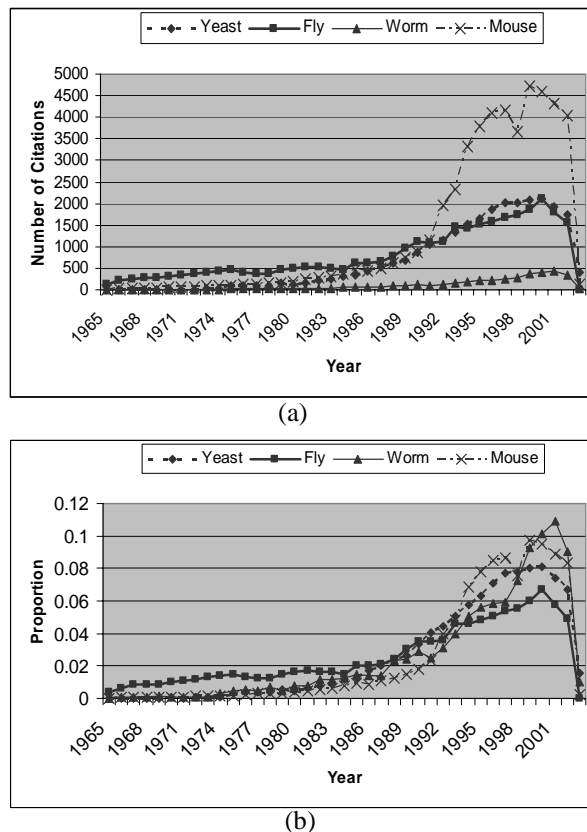 Yeast Fly Worm Mouse
5000
4500
4000
3500
3000
2500
2000
1500
1000
500
0
Number of Citations
1965 1968 1971 1974 1977 1980 1983 1986 1989 1992 1995 1998 2001
Year
(a)
Yeast Fly Worm Mouse
0.12
0.1
0.08
0.06
0.04
0.02
0
Proportion
1965 1968 1971 1974 1977 1980 1983 1986 1989 1992 1995 1998 2001
Year
(b)